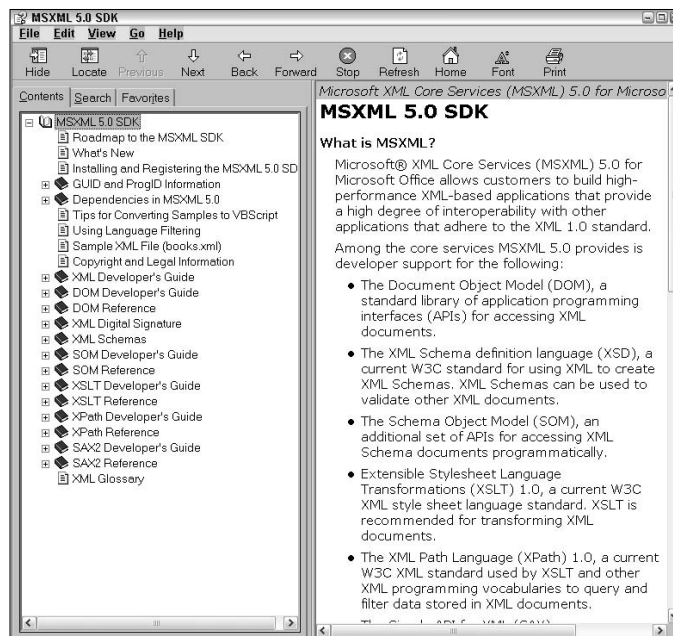 MSXML 5.0 SDK
File Edit View Go Help
Hide Locate Previous Next Back Forward Stop Refresh Home Font Print
Contents Search Favorites
MSXML 5.0 SDK
Roadmap to the MSXML SDK
What's New
Installing and Registering the MSXML 5.0 SD
GUID and ProgID Information
Dependencies in MSXML 5.0
Tips for Converting Samples to VBScript
Using Language Filtering
Sample XML File (books.xml)
Copyright and Legal Information
XML Developer's Guide
DOM Developer's Guide
DOM Reference
XML Digital Signature
XML Schemas
SOM Developer's Guide
SOM Reference
XSLT Developer's Guide
XSLT Reference
XPath Developer's Guide
XPath Reference
SAX2 Developer's Guide
SAX2 Reference
XML Glossary
Microsoft XML Core Services (MSXML) 5.0 for Microso
MSXML 5.0 SDK
What is MSXML?
Microsoft® XML Core Services (MSXML) 5.0 for
Microsoft Office allows customers to build high-
performance XML-based applications that provide
a high degree of interoperability with other
applications that adhere to the XML 1.0 standard.
Among the core services MSXML 5.0 provides is
developer support for the following:
• The Document Object Model (DOM), a
standard library of application programming
interfaces (APIs) for accessing XML
documents.
• The XML Schema definition language (XSD), a
current W3C standard for using XML to create
XML Schemas. XML Schemas can be used to
validate other XML documents.
• The Schema Object Model (SOM), an
additional set of APIs for accessing XML
Schema documents programmatically.
• Extensible Stylesheet Language
Transformations (XSLT) 1.0, a current W3C
XML style sheet language standard. XSLT is
recommended for transforming XML
documents.
• The XML Path Language (XPath) 1.0, a current
W3C XML standard used by XSLT and other
XML programming vocabularies to query and
filter data stored in XML documents.
• The Simple API for XML (SAX)